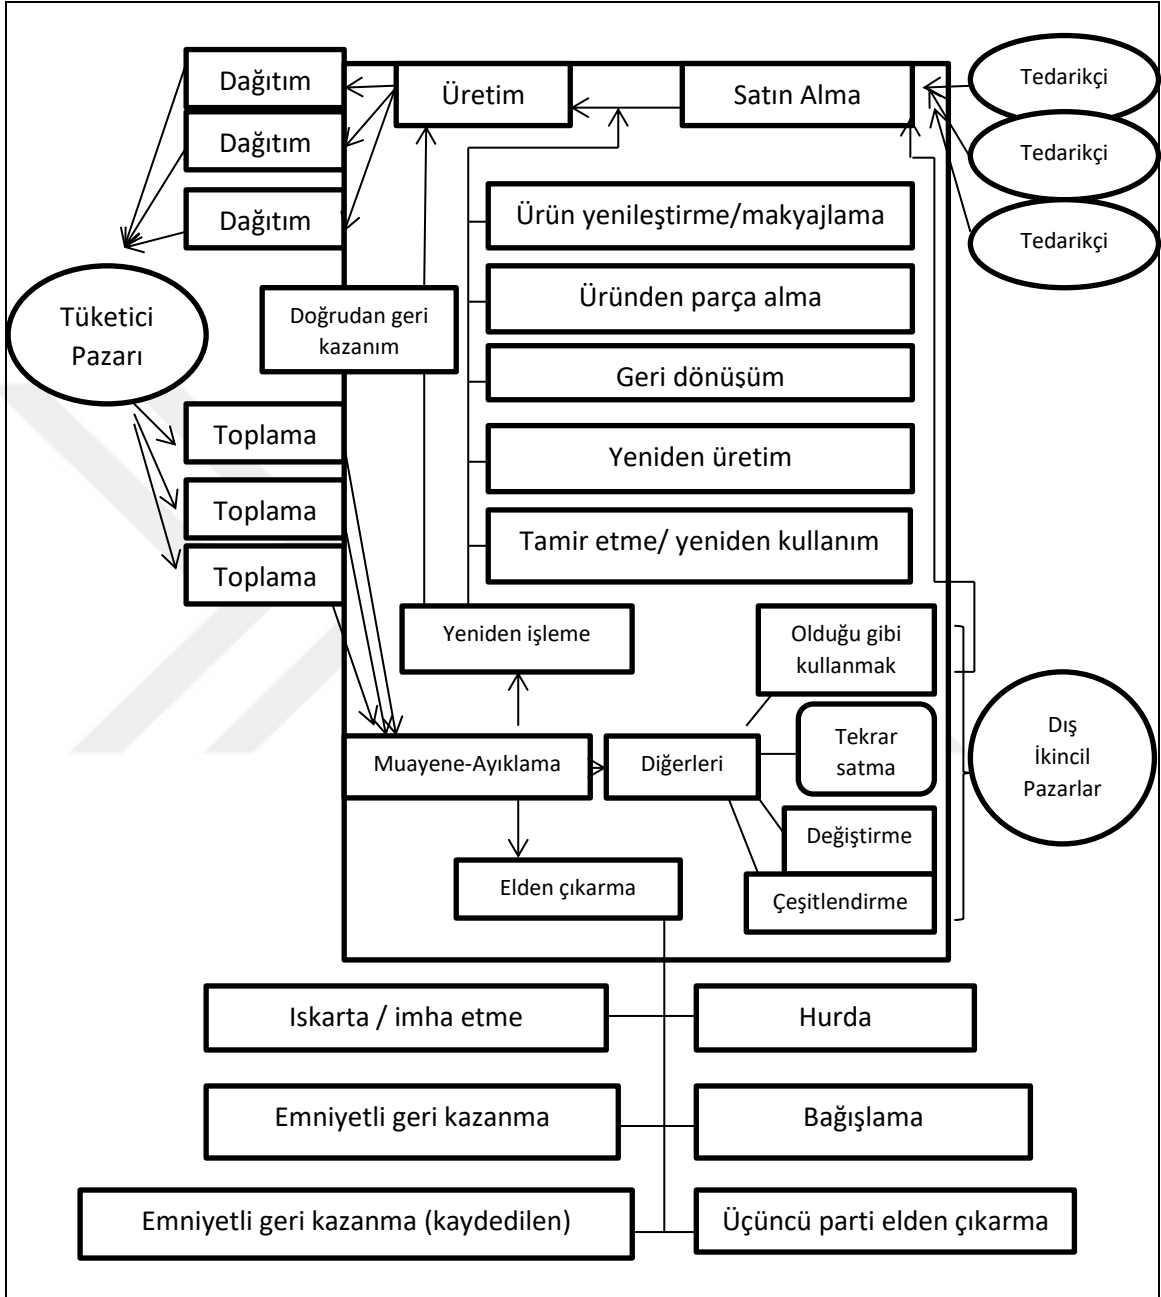 Dağıtım
Üretim
Satın Alma
Tedarikçi
Dağıtım
Tedarikçi
Dağıtım
Ürün yenileştirme/makyajlama
Tedarikçi
Tüketici
Pazarı
Doğrudan geri
kazanım
Üründen parça alma
Geri dönüşüm
Toplama
Yeniden üretim
Toplama
Tamir etme/ yeniden kullanım
Toplama
Yeniden işleme
Olduğu gibi
kullanmak
Muayene-Ayıklama
Diğerleri
Tekrar
satma
Dış
İkincil
Pazarlar
Değiştirme
Elden çıkarma
Çeşitlendirme
Iskarta / imha etme
Hurda
Emniyetli geri kazanma
Bağışlama
Emniyetli geri kazanma (kaydedilen)
Üçüncü parti elden çıkarma